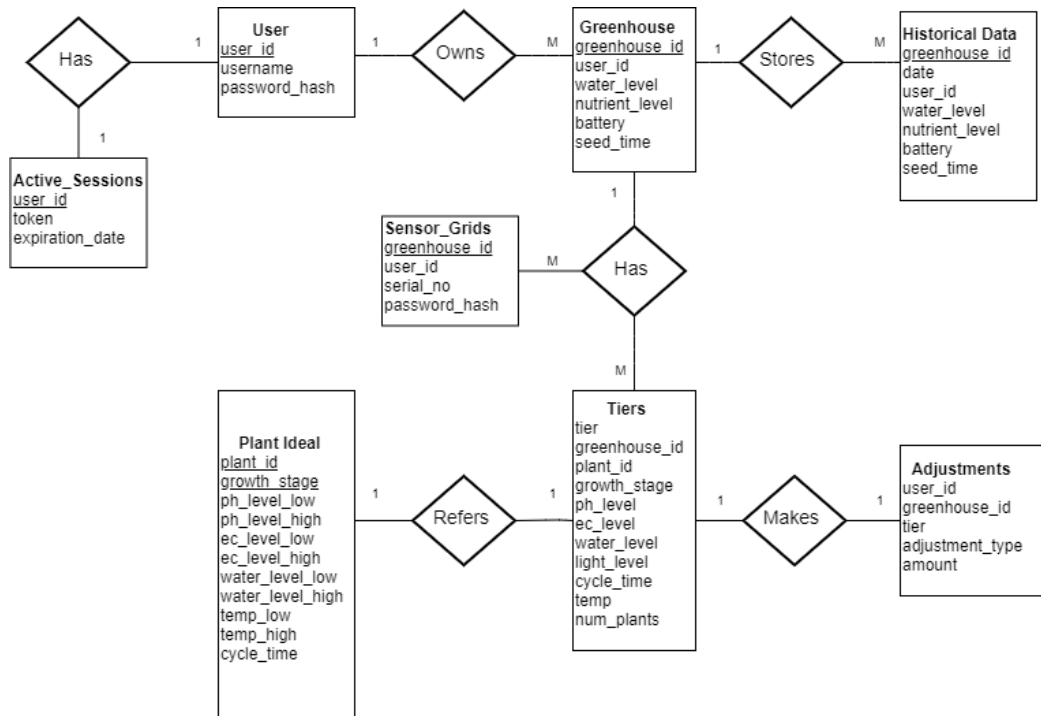 Has
1
User
user_id
username
password_hash
1
Owns
M
Greenhouse
greenhouse_id
user_id
water_level
nutrient_level
battery
seed_time
1
Stores
M
Historical Data
greenhouse_id
date
user_id
water_level
nutrient_level
battery
seed_time
1
Active_Sessions
user_id
token
expiration_date
1
Sensor_Grids
greenhouse_id
user_id
serial_no
password_hash
M
Has
M
Plant Ideal
plant_id
growth_stage
ph_level_low
ph_level_high
ec_level_low
ec_level_high
water_level_low
water_level_high
temp_low
temp_high
cycle_time
1
Refers
1
Tiers
tier
greenhouse_id
plant_id
growth_stage
ph_level
ec_level
water_level
light_level
cycle_time
temp
num_plants
1
Makes
1
Adjustments
user_id
greenhouse_id
tier
adjustment_type
amount